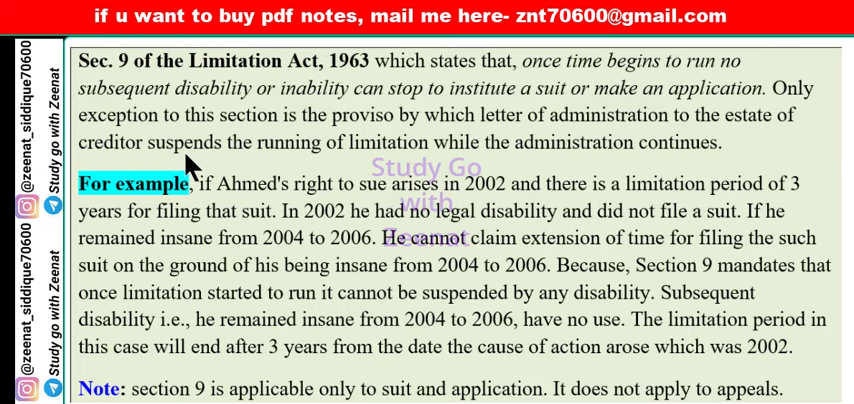 if u want to buy pdf notes, mail me here- znt70600@gmail.com
Sec. 9 of the Limitation Act, 1963 which states that, once time begins to run no
subsequent disability or inability can stop to institute a suit or make an application. Only
exception to this section is the proviso by which letter of administration to the estate of
creditor suspends the running of limitation while the administration continues.
For example, if Ahmed's right to sue arises in 2002 and there is a limitation period of 3
years for filing that suit. In 2002 he had no legal disability and did not file a suit. If he
remained insane from 2004 to 2006. He cannot claim extension of time for filing the such
suit on the ground of his being insane from 2004 to 2006. Because, Section 9 mandates that
once limitation started to run it cannot be suspended by any disability. Subsequent
disability i.e., he remained insane from 2004 to 2006, have no use. The limitation period in
this case will end after 3 years from the date the cause of action arose which was 2002.
Note: section 9 is applicable only to suit and application. It does not apply to appeals.
Study Go
with
Zeenat
@zeenat_siddique70600
Study go with Zeenat
@zeenat_siddique70600
Study go with Zeenat